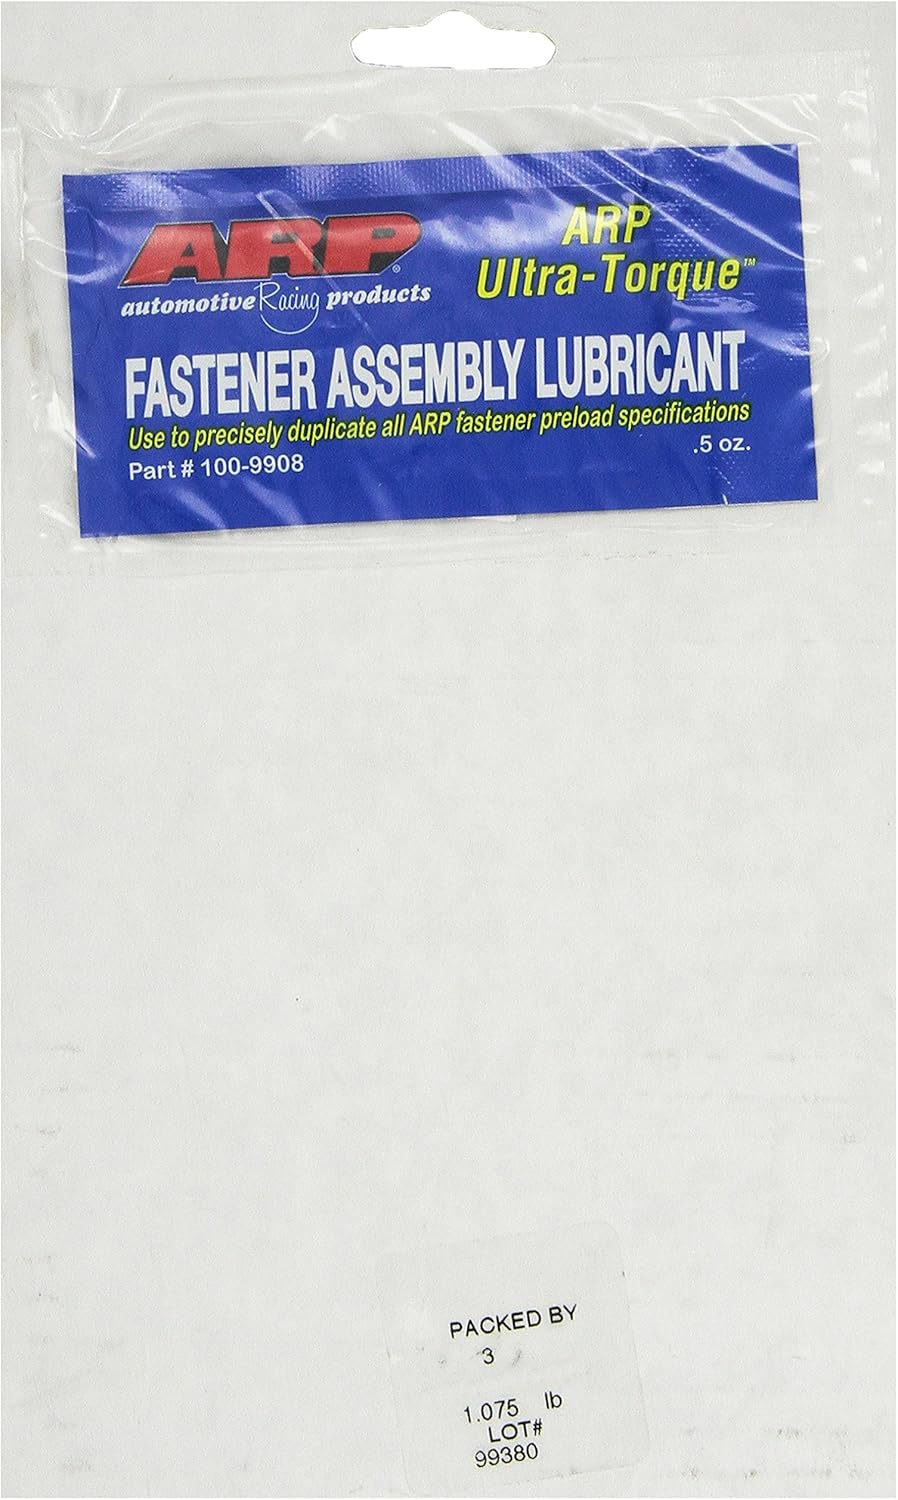 ARP®
automotive Racing products
ARP
Ultra-Torque™
FASTENER ASSEMBLY LUBRICANT
Use to precisely duplicate all ARP fastener preload specifications
Part # 100-9908
.5 oz.
PACKED BY
3
1.075 lb
LOT#
99380